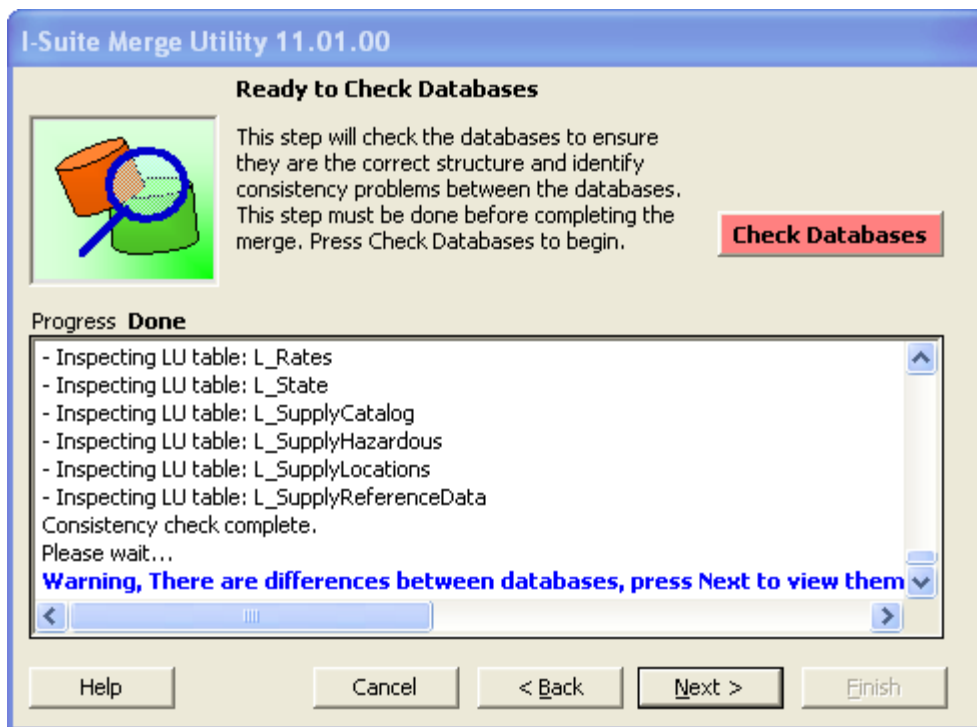 I-Suite Merge Utility 11.01.00
Ready to Check Databases
This step will check the databases to ensure
they are the correct structure and identify
consistency problems between the databases.
This step must be done before completing the
merge. Press Check Databases to begin.
Check Databases
Progress Done
- Inspecting LU table: L_Rates
- Inspecting LU table: L_State
- Inspecting LU table: L_SupplyCatalog
- Inspecting LU table: L_SupplyHazardous
- Inspecting LU table: L_SupplyLocations
- Inspecting LU table: L_SupplyReferenceData
Consistency check complete.
Please wait...
Warning, There are differences between databases, press Next to view them
Help
Cancel
< Back
Next >
Finish